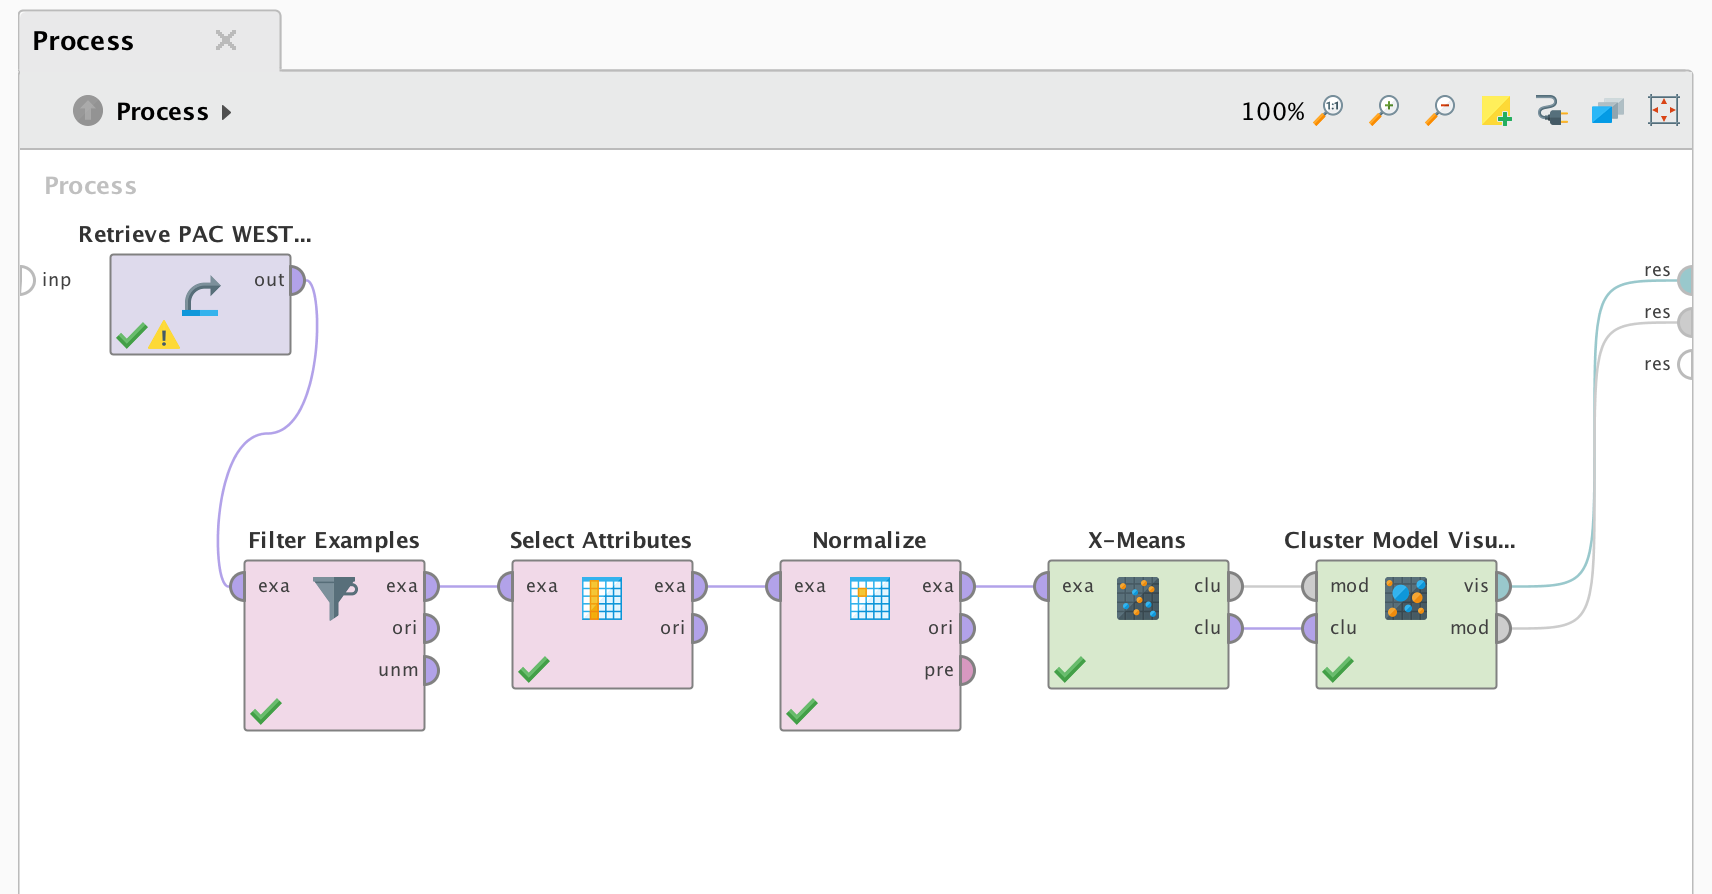 Process
Process
100%
1:1
Process
Retrieve PAC WEST...
inp
out
res
res
res
Filter Examples
exa
exa
ori
unm
Select Attributes
exa
exa
ori
Normalize
exa
exa
ori
pre
X-Means
exa
clu
clu
Cluster Model Visu...
mod
vis
clu
mod